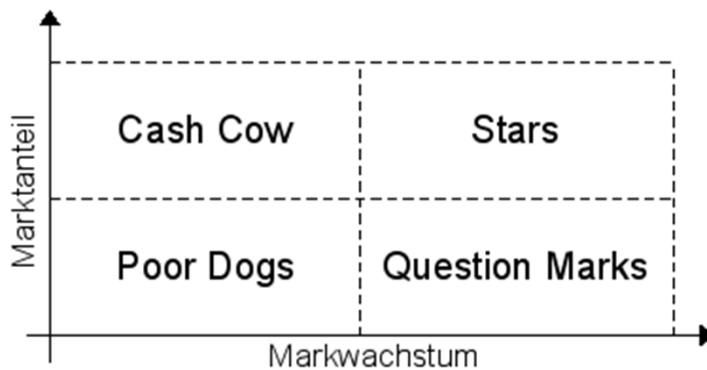 Marktanteil
Cash Cow
Stars
Poor Dogs
Question Marks
Markwachstum